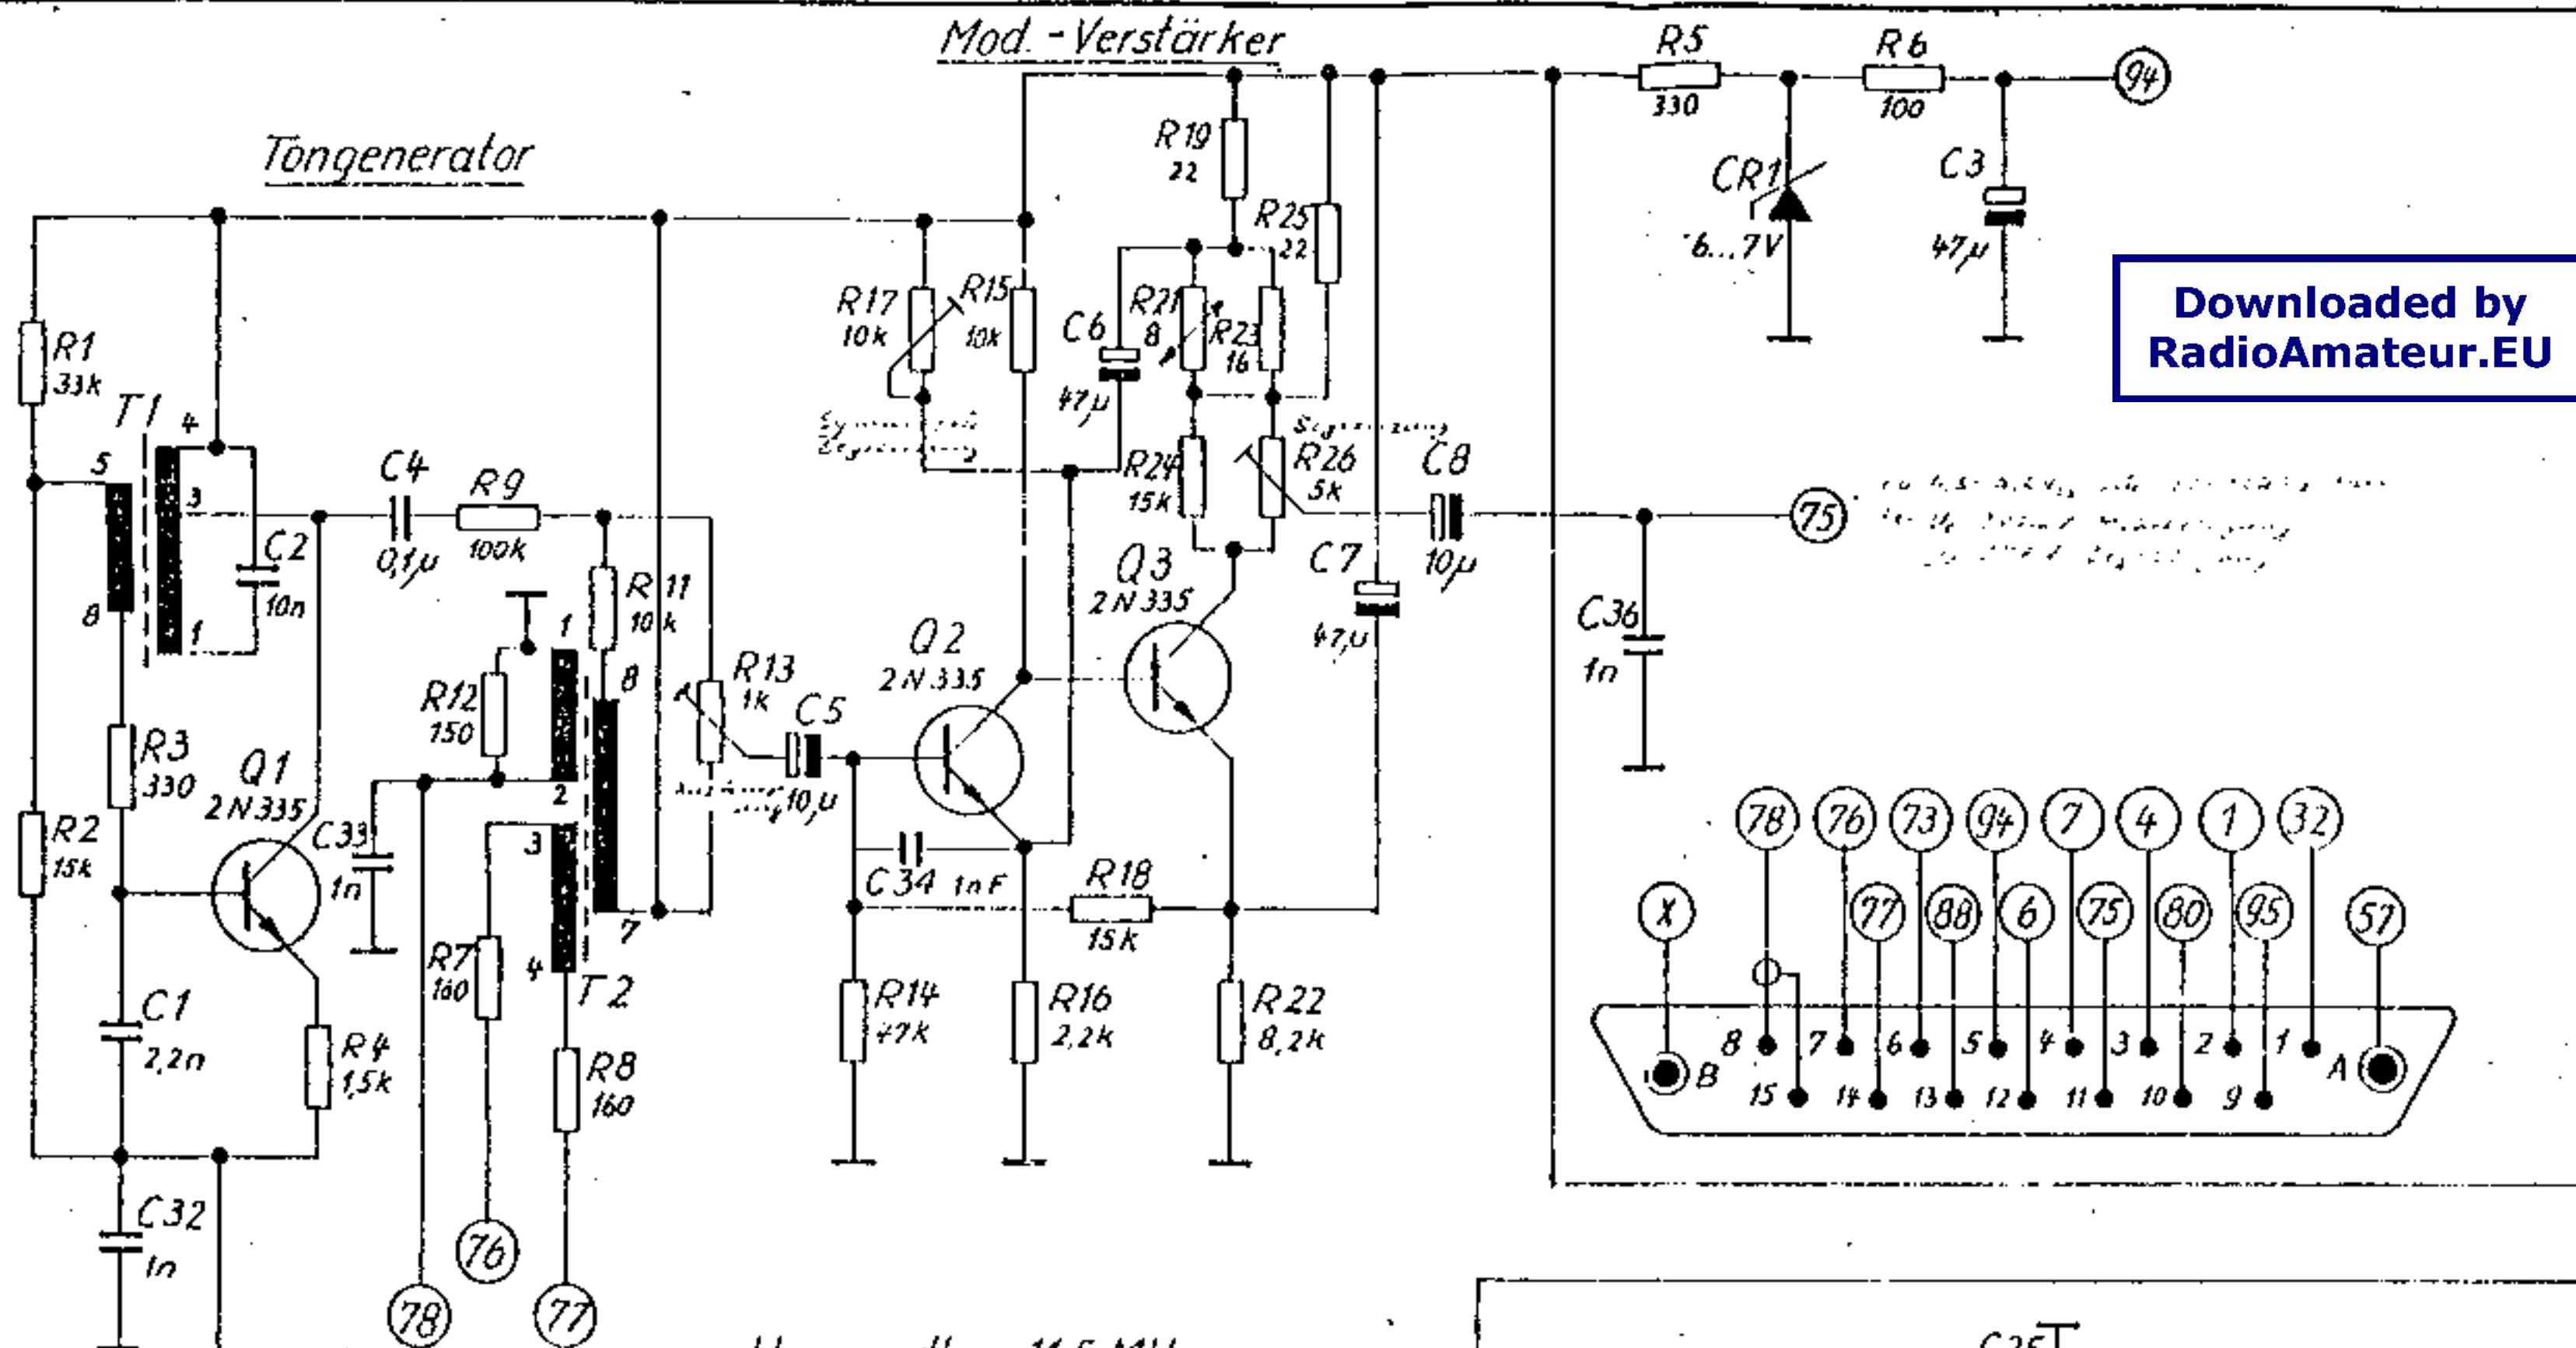 Mod. - Verstärker
Tongenerator
R5
330
R6
100
94
R19
22
R25
22
CR1
6...7V
C3
47µ
Downloaded by
RadioAmateur.EU
R17
10k
R15
10k
C6
47µ
R21
8
R23
16
R1
33k
T1
4
5
3
8
1
C2
10n
C4
0,1µ
R9
100k
R24
15k
R26
5k
C8
10µ
75
R11
10k
Q3
2N335
C7
47µ
C36
1n
1
8
R12
150
R13
1k
C5
10µ
Q2
2N335
R3
330
Q1
2N335
2
C33
1n
3
R2
15k
C34 1nF
R18
15k
7
R7
160
4
T2
C1
2,2n
R4
1,5k
R8
160
R14
47k
R16
2,2k
R22
8,2k
78 76 73 94 7 4 1 32
X 77 88 6 75 80 95 57
B 8 7 6 5 4 3 2 1 A
15 14 13 12 11 10 9
C32
1n
76
78
77